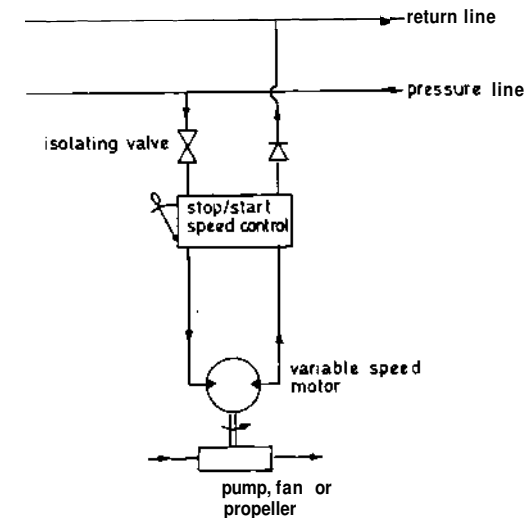 return line
pressure line
isolating valve
stop/start
speed control
variable speed
motor
pump, fan or
propeller